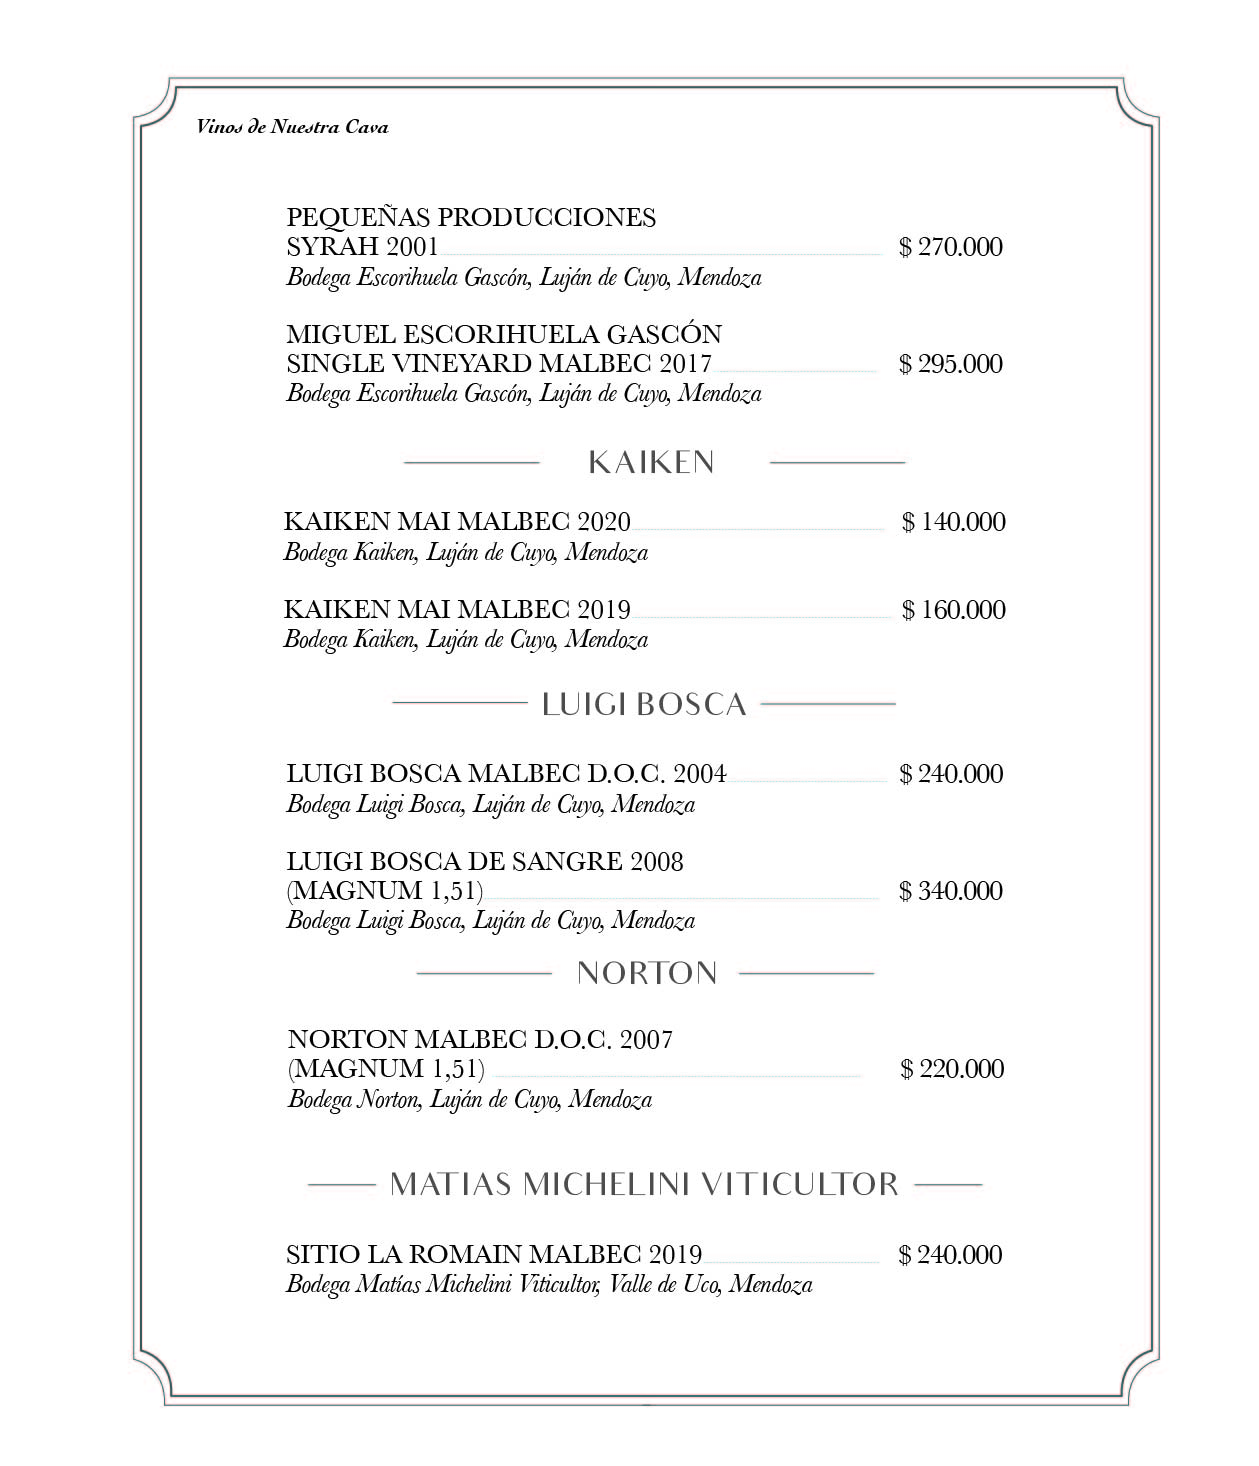 Vinos de Nuestra Cava
PEQUEÑAS PRODUCCIONES
SYRAH 2001 $ 270.000
Bodega Escorihuela Gascón, Luján de Cuyo, Mendoza
MIGUEL ESCORIHUELA GASCÓN
SINGLE VINEYARD MALBEC 2017 $ 295.000
Bodega Escorihuela Gascón, Luján de Cuyo, Mendoza
KAIKEN
KAIKEN MAI MALBEC 2020 $ 140.000
Bodega Kaiken, Luján de Cuyo, Mendoza
KAIKEN MAI MALBEC 2019 $ 160.000
Bodega Kaiken, Luján de Cuyo, Mendoza
LUIGI BOSCA
LUIGI BOSCA MALBEC D.O.C. 2004 $ 240.000
Bodega Luigi Bosca, Luján de Cuyo, Mendoza
LUIGI BOSCA DE SANGRE 2008
(MAGNUM 1,51) $ 340.000
Bodega Luigi Bosca, Luján de Cuyo, Mendoza
NORTON
NORTON MALBEC D.O.C. 2007
(MAGNUM 1,51) $ 220.000
Bodega Norton, Luján de Cuyo, Mendoza
MATIAS MICHELINI VITICULTOR
SITIO LA ROMAIN MALBEC 2019 $ 240.000
Bodega Matías Michelini Viticultor, Valle de Uco, Mendoza